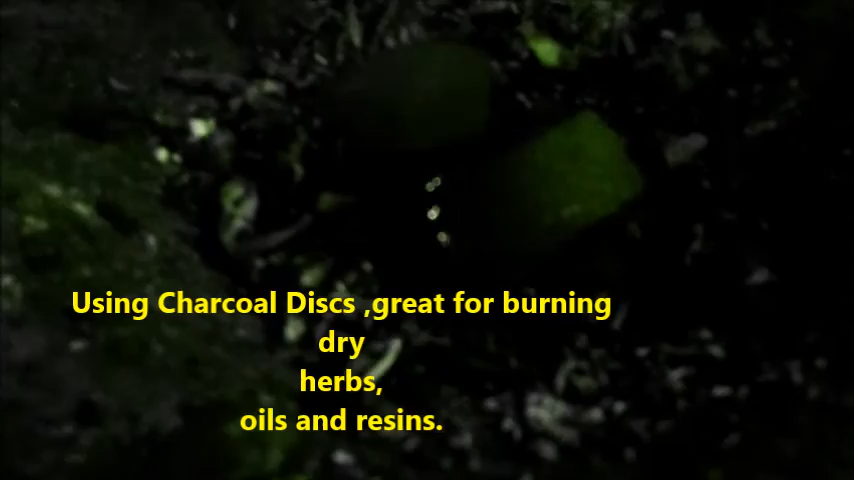 Using Charcoal Discs ,great for burning
dry
herbs,
oils and resins.